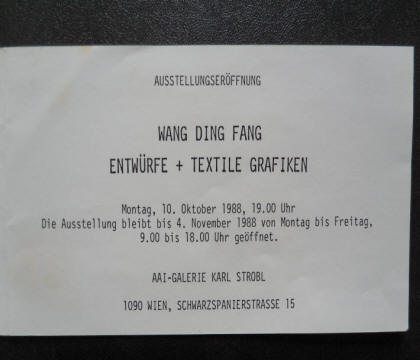 AUSSTELLUNGSERÖFFNUNG
WANG DING FANG
ENTWÜRFE + TEXTILE GRAFIKEN
Montag, 10. Oktober 1988, 19.00 Uhr
Die Ausstellung bleibt bis 4. November 1988 von Montag bis Freitag,
9.00 bis 18.00 Uhr geöffnet.
AAI-GALERIE KARL STROBL
1090 WIEN, SCHWARZSPANIERSTRASSE 15